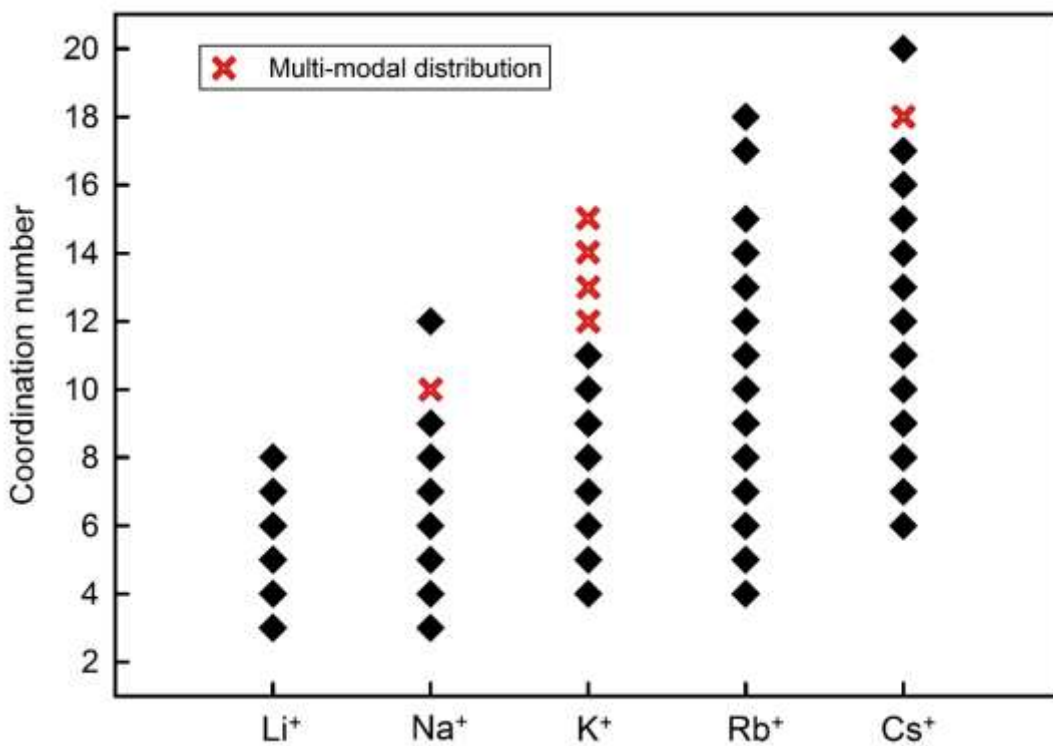 20
18
16
14
12
10
8
6
4
2
Coordination number
Multi-modal distribution
Li⁺
Na⁺
K⁺
Rb⁺
Cs⁺